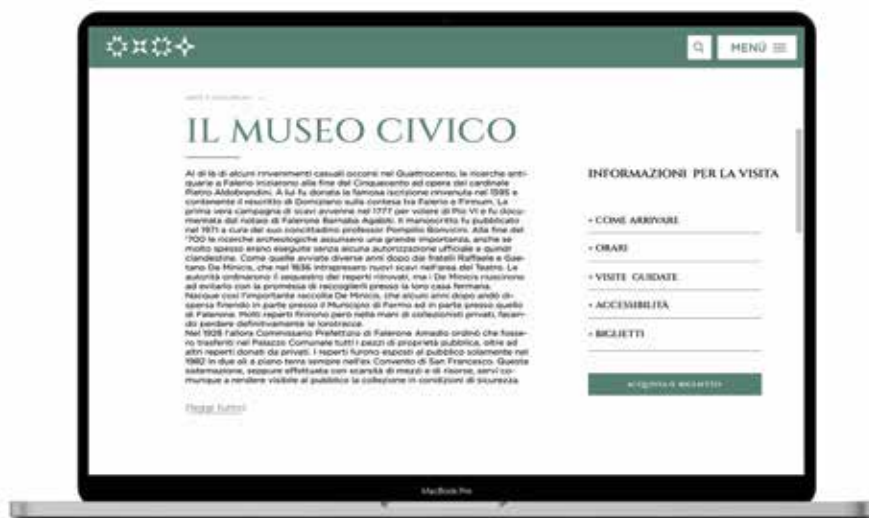 MENÙ
IL MUSEO CIVICO
Al di là di alcuni rinvenimenti casuali occorsi nel Quattrocento, le ricerche anti-
quarie a Falerio iniziarono alla fine del Cinquecento ad opera del cardinale
Pietro Aldobrandini. A lui fu donata la famosa iscrizione rinvenuta nel 1595 e
contenente il rescritto di Domiziano sulla contesa tra Falerio e Firmum. La
prima vera campagna di scavi avvenne nel 1777 per volere di Pio VI e fu docu-
mentata dal notaio di Falerone Barnaba Agabiti. Il manoscritto fu pubblicato
nel 1971 a cura del suo concittadino professor Pompilio Bonvicini. Alla fine del
'700 le ricerche archeologiche assunsero una grande importanza, anche se
molto spesso erano eseguite senza alcuna autorizzazione ufficiale e quindi
clandestine. Come quelle avviate diverse anni dopo dai fratelli Raffaele e Gae-
tano De Minicis, che nel 1836 intrapresero nuovi scavi nell'area del Teatro. Le
autorità ordinarono il sequestro dei reperti ritrovati, ma i De Minicis riuscirono
ad evitarlo con la promessa di raccoglierli presso la loro casa fermana.
Nacque così l'importante raccolta De Minicis, che alcuni anni dopo andò di-
spersa finendo in parte presso il Municipio di Fermo ed in parte presso quello
di Falerone. Molti reperti finirono però nelle mani di collezionisti privati, facen-
do perdere definitivamente le lorotracce.
Nel 1928 l'allora Commissario Prefettizio di Falerone Amadio ordinò che fosse-
ro trasferiti nel Palazzo Comunale tutti i pezzi di proprietà pubblica, oltre ad
altri reperti donati da privati. I reperti furono esposti al pubblico solamente nel
1982 in due ali a piano terra sempre nell'ex Convento di San Francesco. Questa
sistemazione, seppure effettuata con scarsità di mezzi e di risorse, servì co-
munque a rendere visibile al pubblico la collezione in condizioni di sicurezza.
(leggi tutto)
INFORMAZIONI PER LA VISITA
• COME ARRIVARE
• ORARI
• VISITE GUIDATE
• ACCESSIBILITÀ
• BIGLIETTI
ACQUISTA IL BIGLIETTO
MacBook Pro